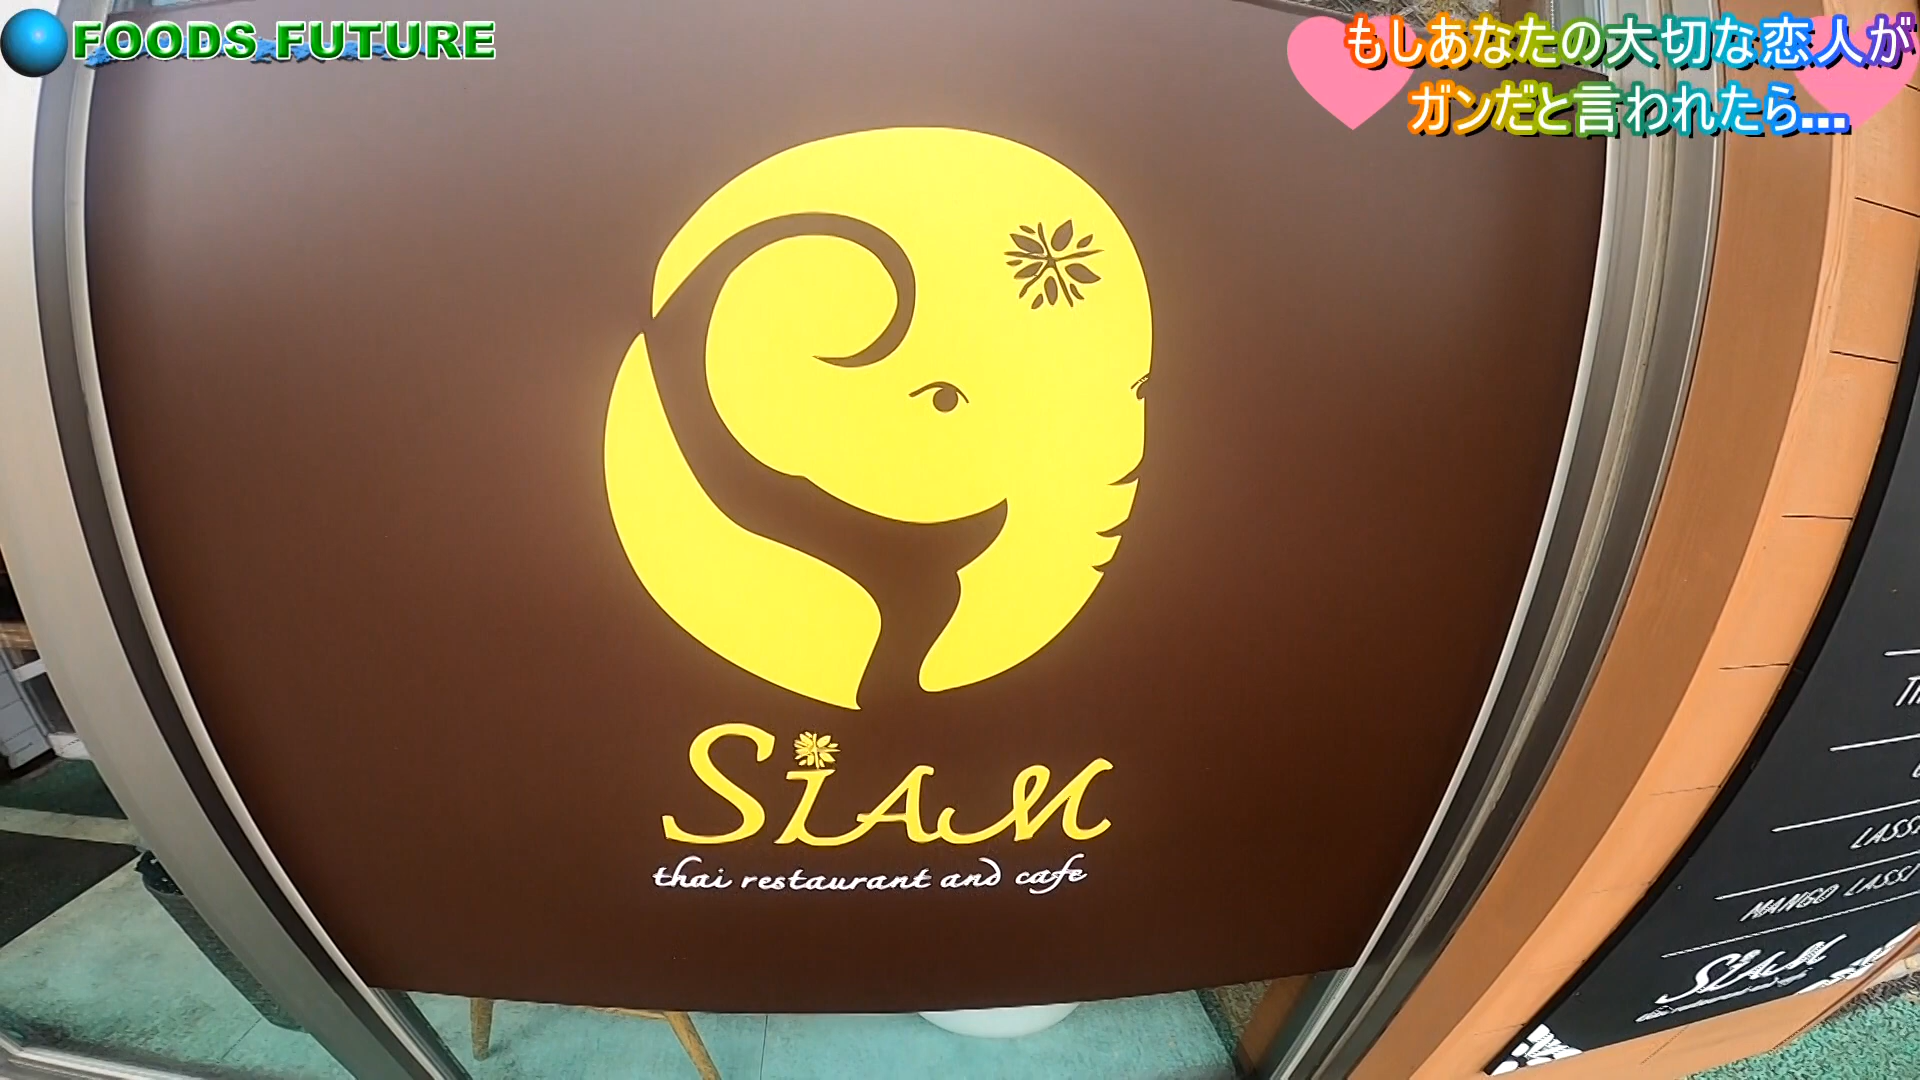 FOODS FUTURE
もしあなたの大切な恋人が
ガンだと言われたら...
SiAM
thai restaurant and cafe
MANGO LASSI
SiAM